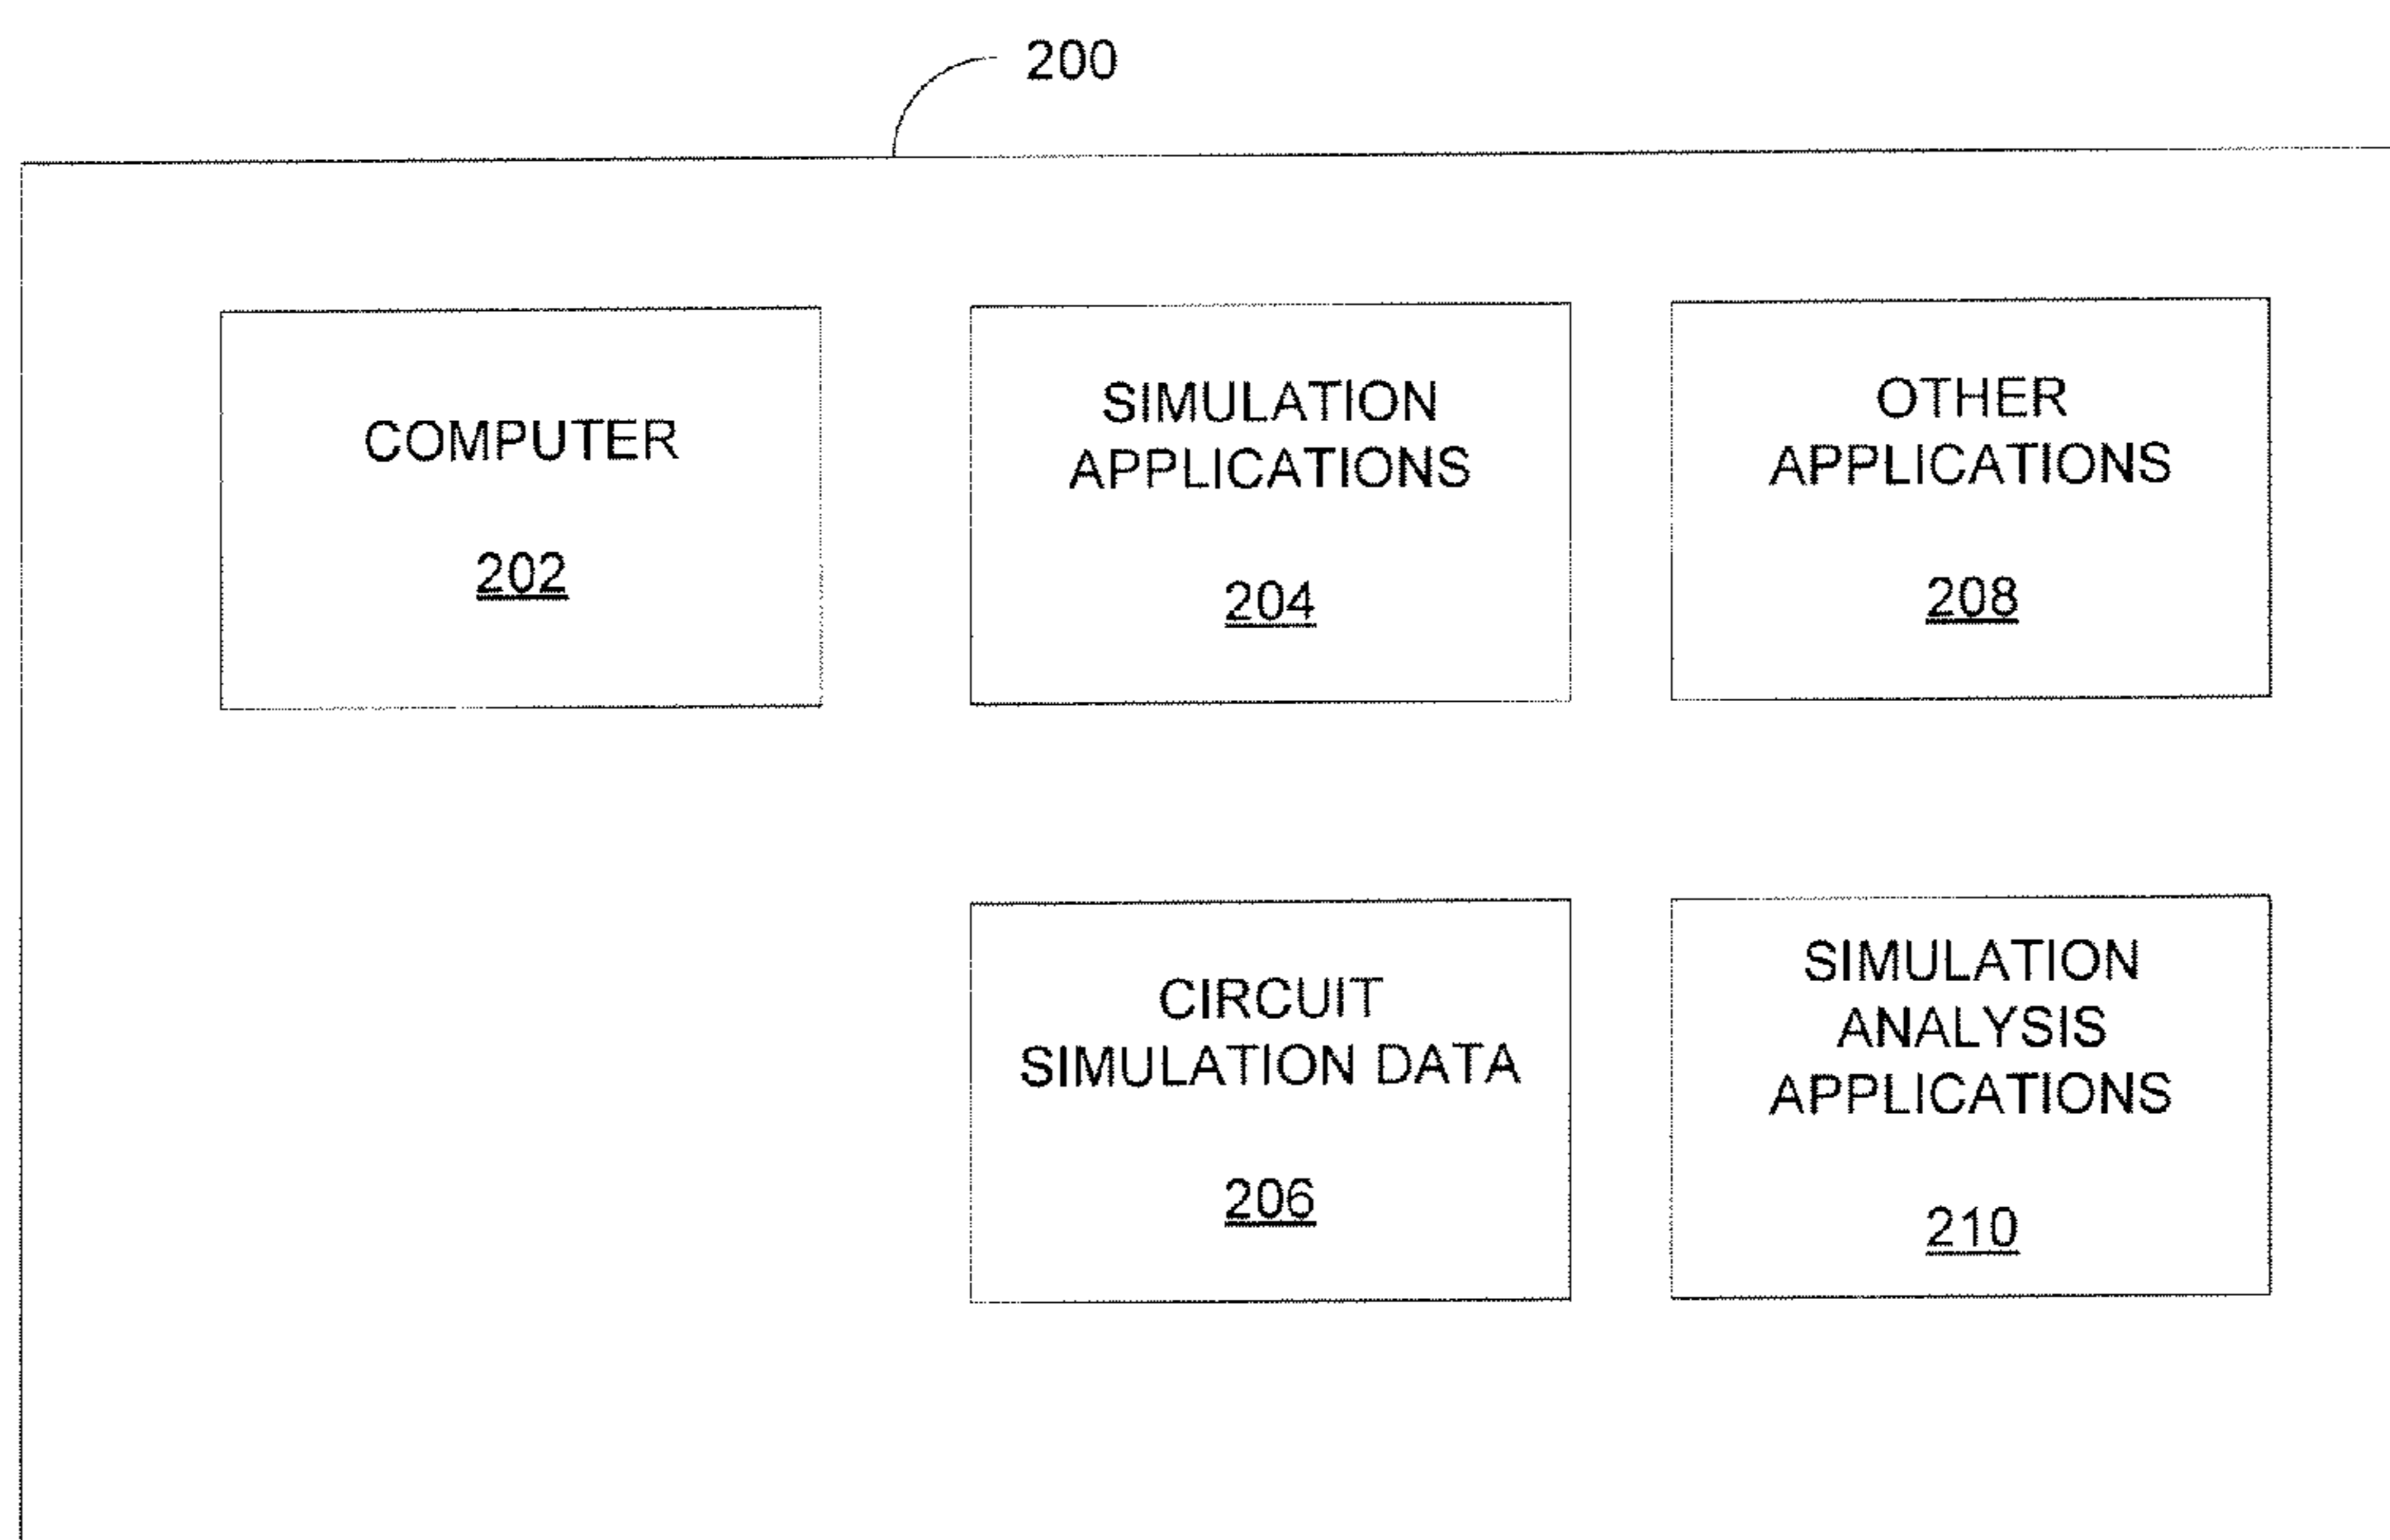 200
COMPUTER
202
SIMULATION
APPLICATIONS
204
OTHER
APPLICATIONS
208
CIRCUIT
SIMULATION DATA
206
SIMULATION
ANALYSIS
APPLICATIONS
210